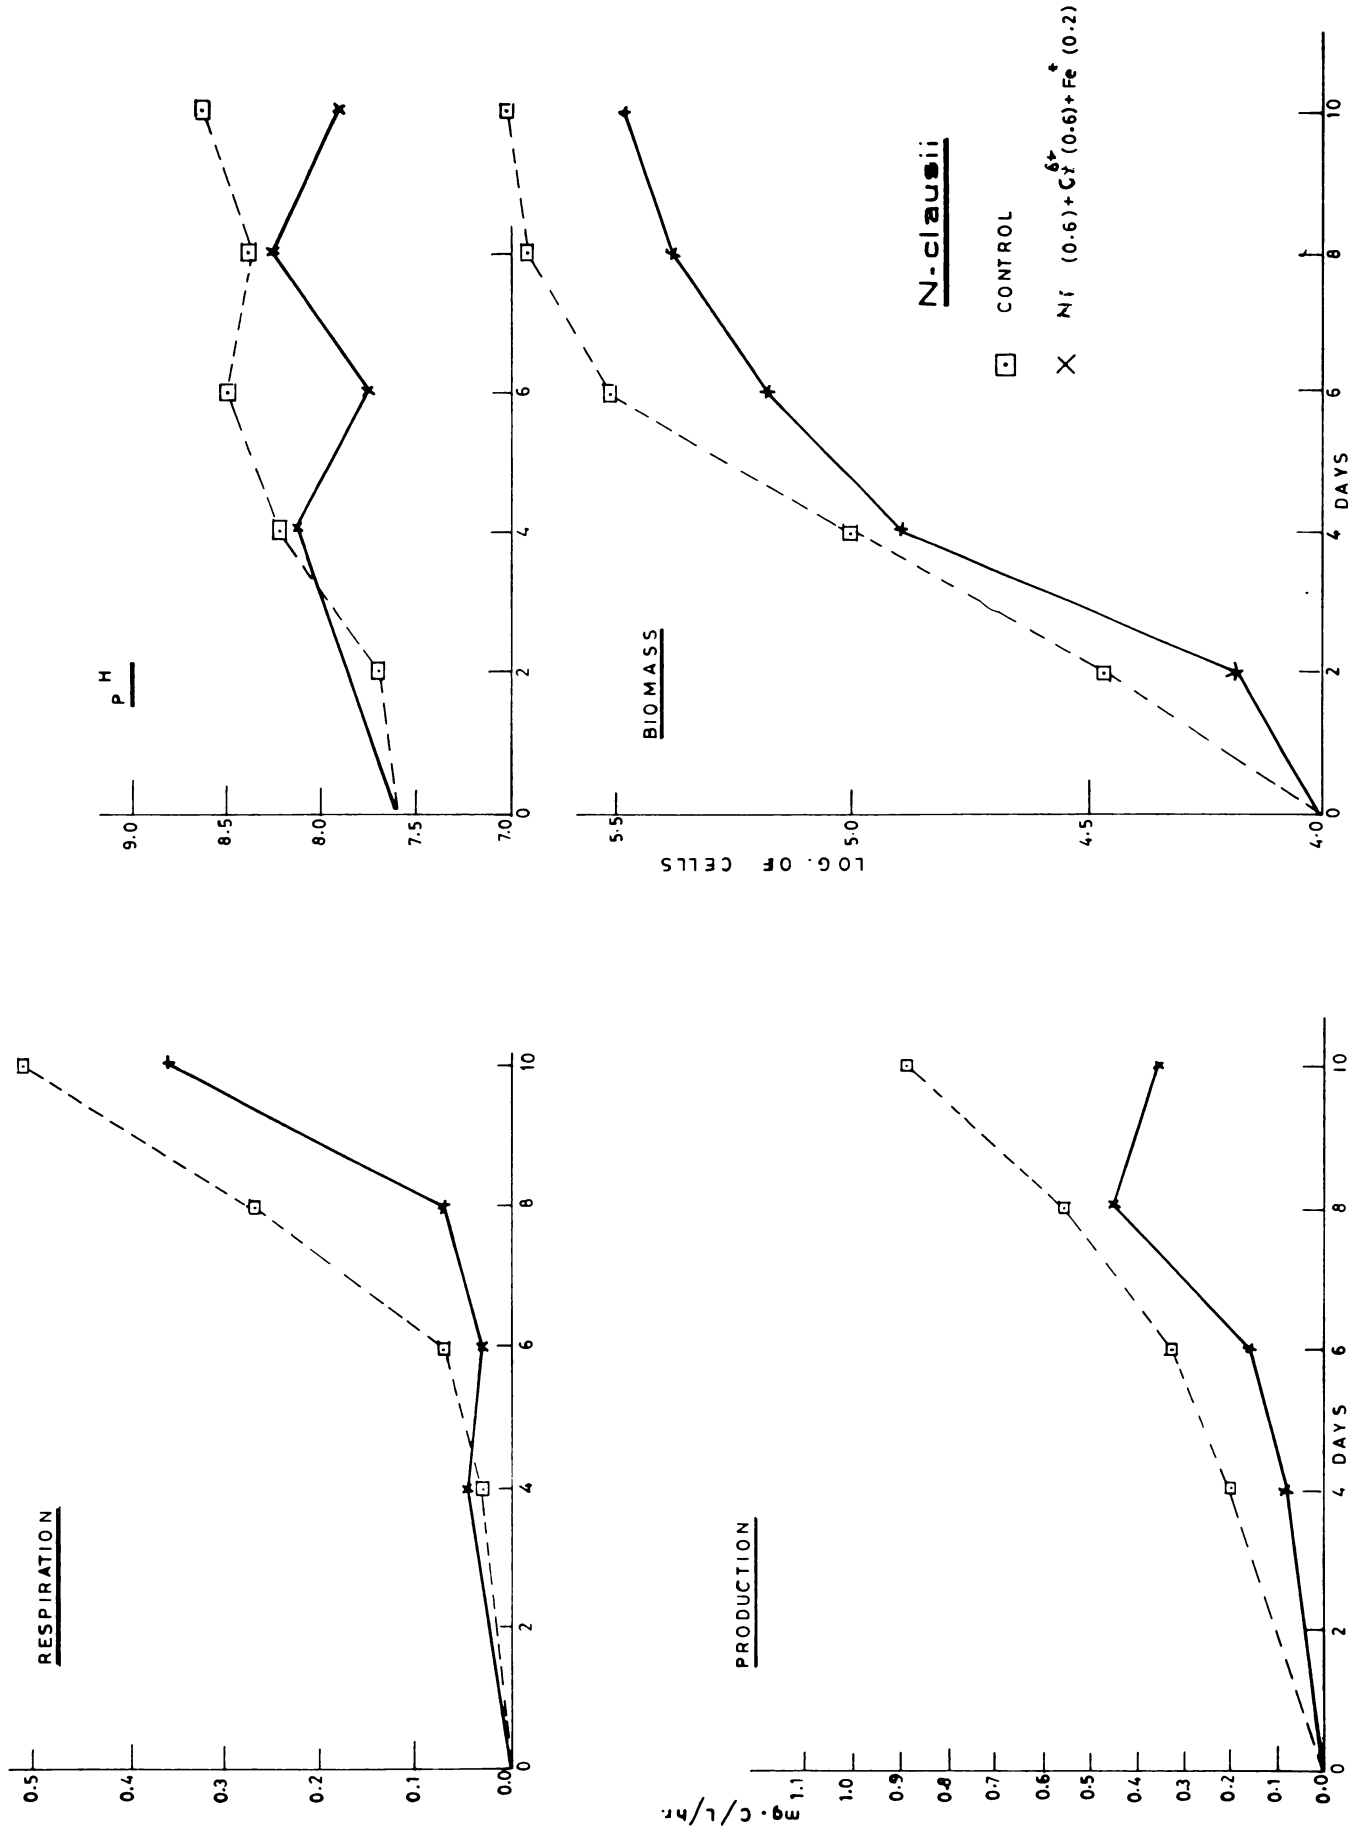 RESPIRATION
0.5
0.4
0.3
0.2
0.1
0.0
0 2 4 6 8 10
PH
9.0
8.5
8.0
7.5
7.0
0 2 4 6 8 10
PRODUCTION
mg. C/L/hr.
1.1
1.0
0.9
0.8
0.7
0.6
0.5
0.4
0.3
0.2
0.1
0.0
0 2 4 6 8 10
DAYS
BIOMASS
LOG. OF CELLS
5.5
5.0
4.5
4.0
0 2 4 6 8 10
DAYS
N-clausii
CONTROL
Ni (0.6)+Cr6+(0.6)+Fe+(0.2)